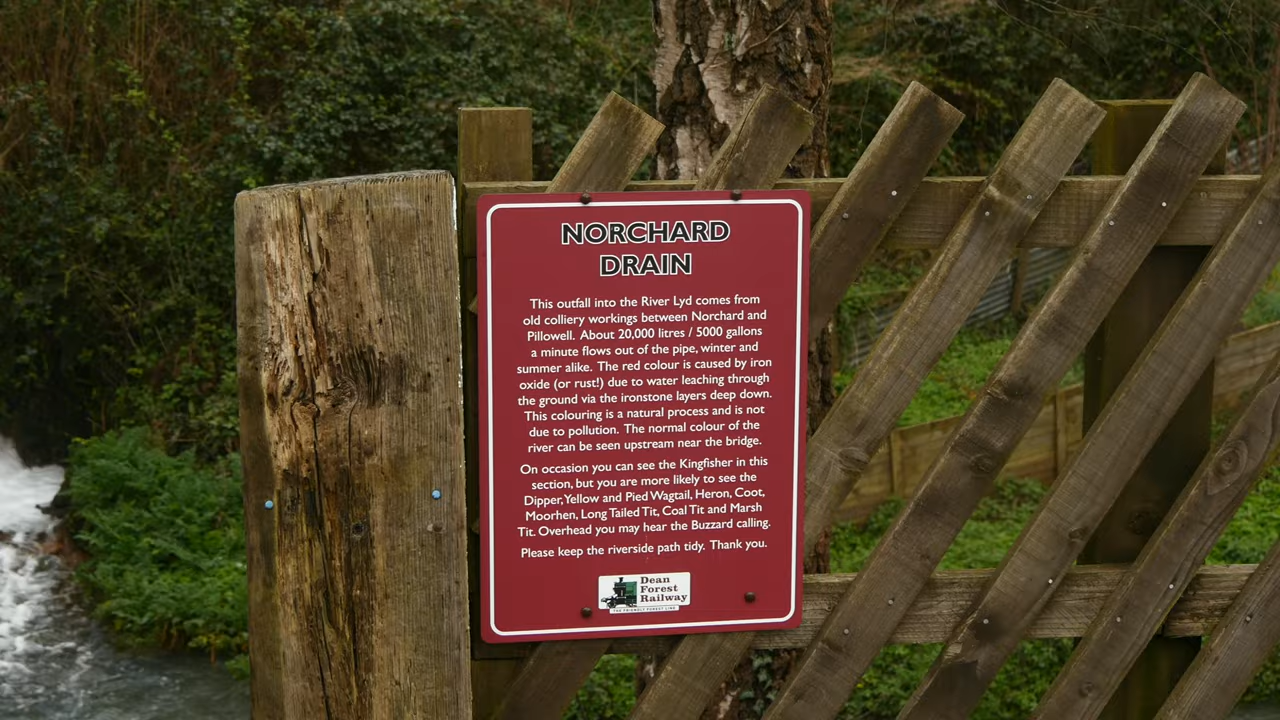 NORCHARD
DRAIN
This outfall into the River Lyd comes from
old colliery workings between Norchard and
Pillowell. About 20,000 litres / 5000 gallons
a minute flows out of the pipe, winter and
summer alike. The red colour is caused by iron
oxide (or rust!) due to water leaching through
the ground via the ironstone layers deep down.
This colouring is a natural process and is not
due to pollution. The normal colour of the
river can be seen upstream near the bridge.
On occasion you can see the Kingfisher in this
section, but you are more likely to see the
Dipper, Yellow and Pied Wagtail, Heron, Coot,
Moorhen, Long Tailed Tit, Coal Tit and Marsh
Tit. Overhead you may hear the Buzzard calling.
Please keep the riverside path tidy. Thank you.
Dean
Forest
Railway
THE FRIENDLY FOREST LINE